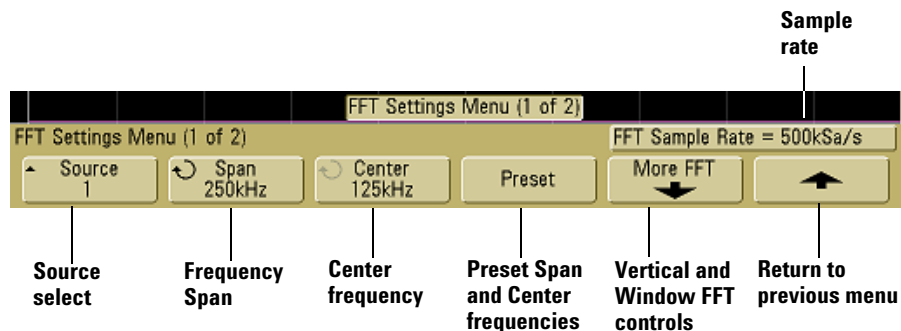 Sample
rate
FFT Settings Menu (1 of 2)
FFT Settings Menu (1 of 2)
FFT Sample Rate = 500kSa/s
Source
1
Span
250kHz
Center
125kHz
Preset
More FFT
Source
select
Frequency
Span
Center
frequency
Preset Span
and Center
frequencies
Vertical and
Window FFT
controls
Return to
previous menu